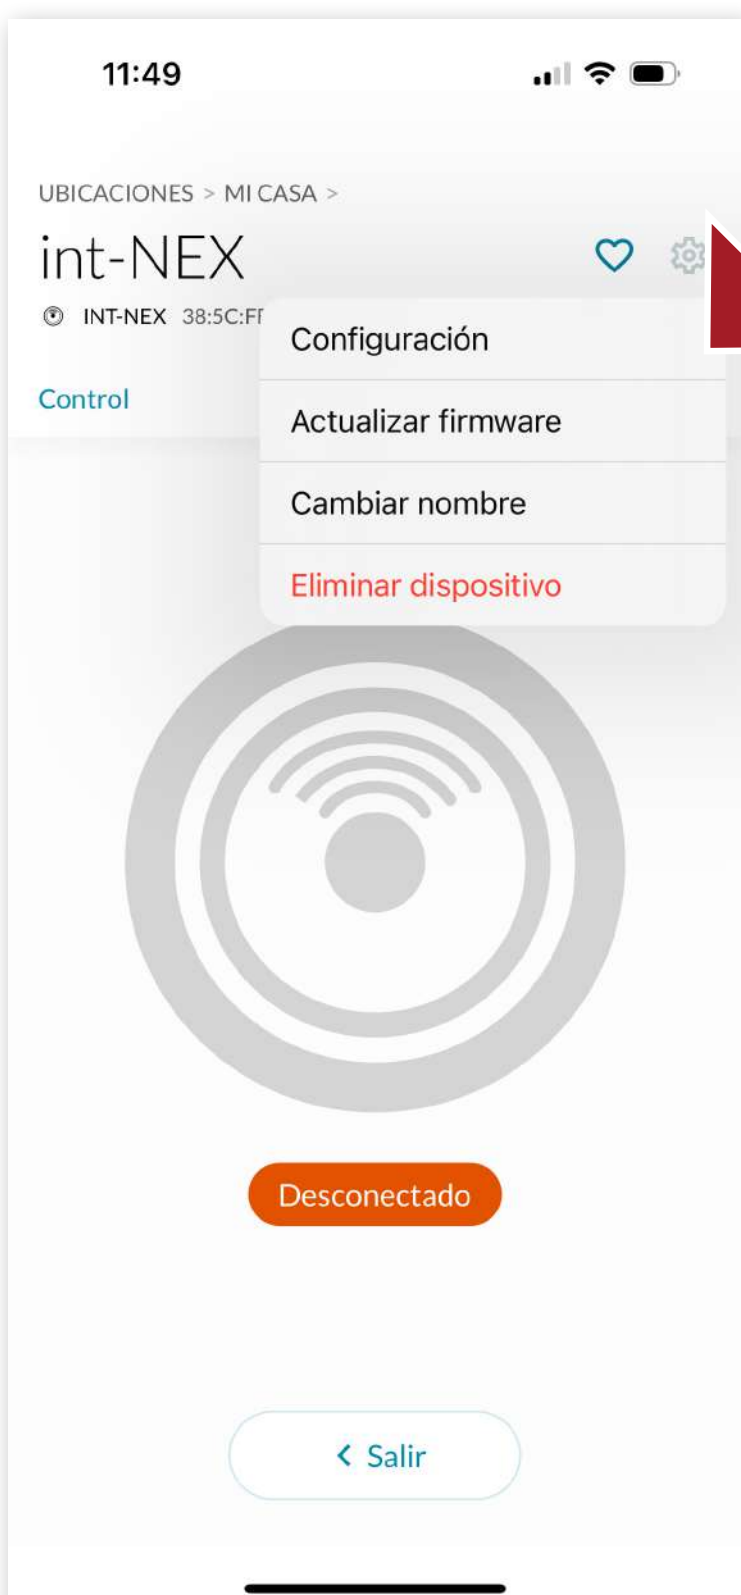 11:49
UBICACIONES > MI CASA >
int-NEX
INT-NEX 38:5C:F
Configuración
Control
Actualizar firmware
Cambiar nombre
Eliminar dispositivo
Desconectado
< Salir